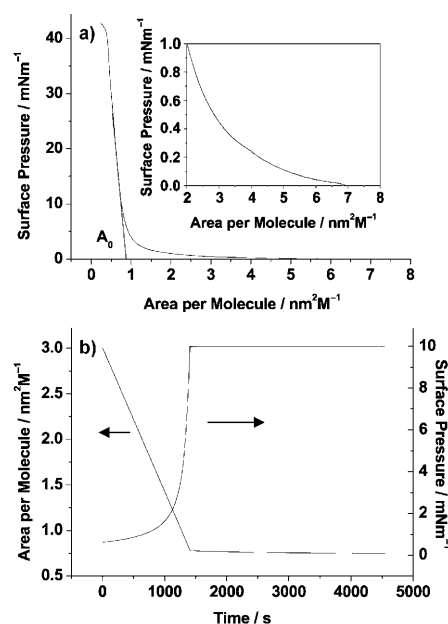 a)
Surface Pressure / mNm⁻¹
40
30
20
10
0
A₀
0 1 2 3 4 5 6 7 8
Area per Molecule / nm²M⁻¹
Surface Pressure / mNm⁻¹
1.0
0.8
0.6
0.4
0.2
0.0
2 3 4 5 6 7 8
Area per Molecule / nm²M⁻¹
b)
Area per Molecule / nm²M⁻¹
3.0
2.5
2.0
1.5
1.0
0.5
10
8
6
4
2
0
Surface Pressure / mNm⁻¹
0 1000 2000 3000 4000 5000
Time / s